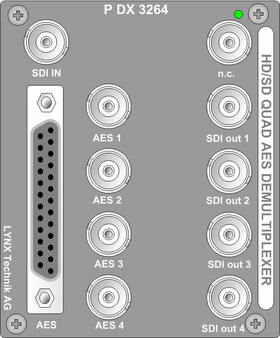 P DX 3264
SDI IN
n.c.
AES 1
SDI out 1
AES 2
SDI out 2
AES 3
SDI out 3
AES
AES 4
SDI out 4
LYNX Technik AG
HD/SD QUAD AES DEMULTIPLEXER